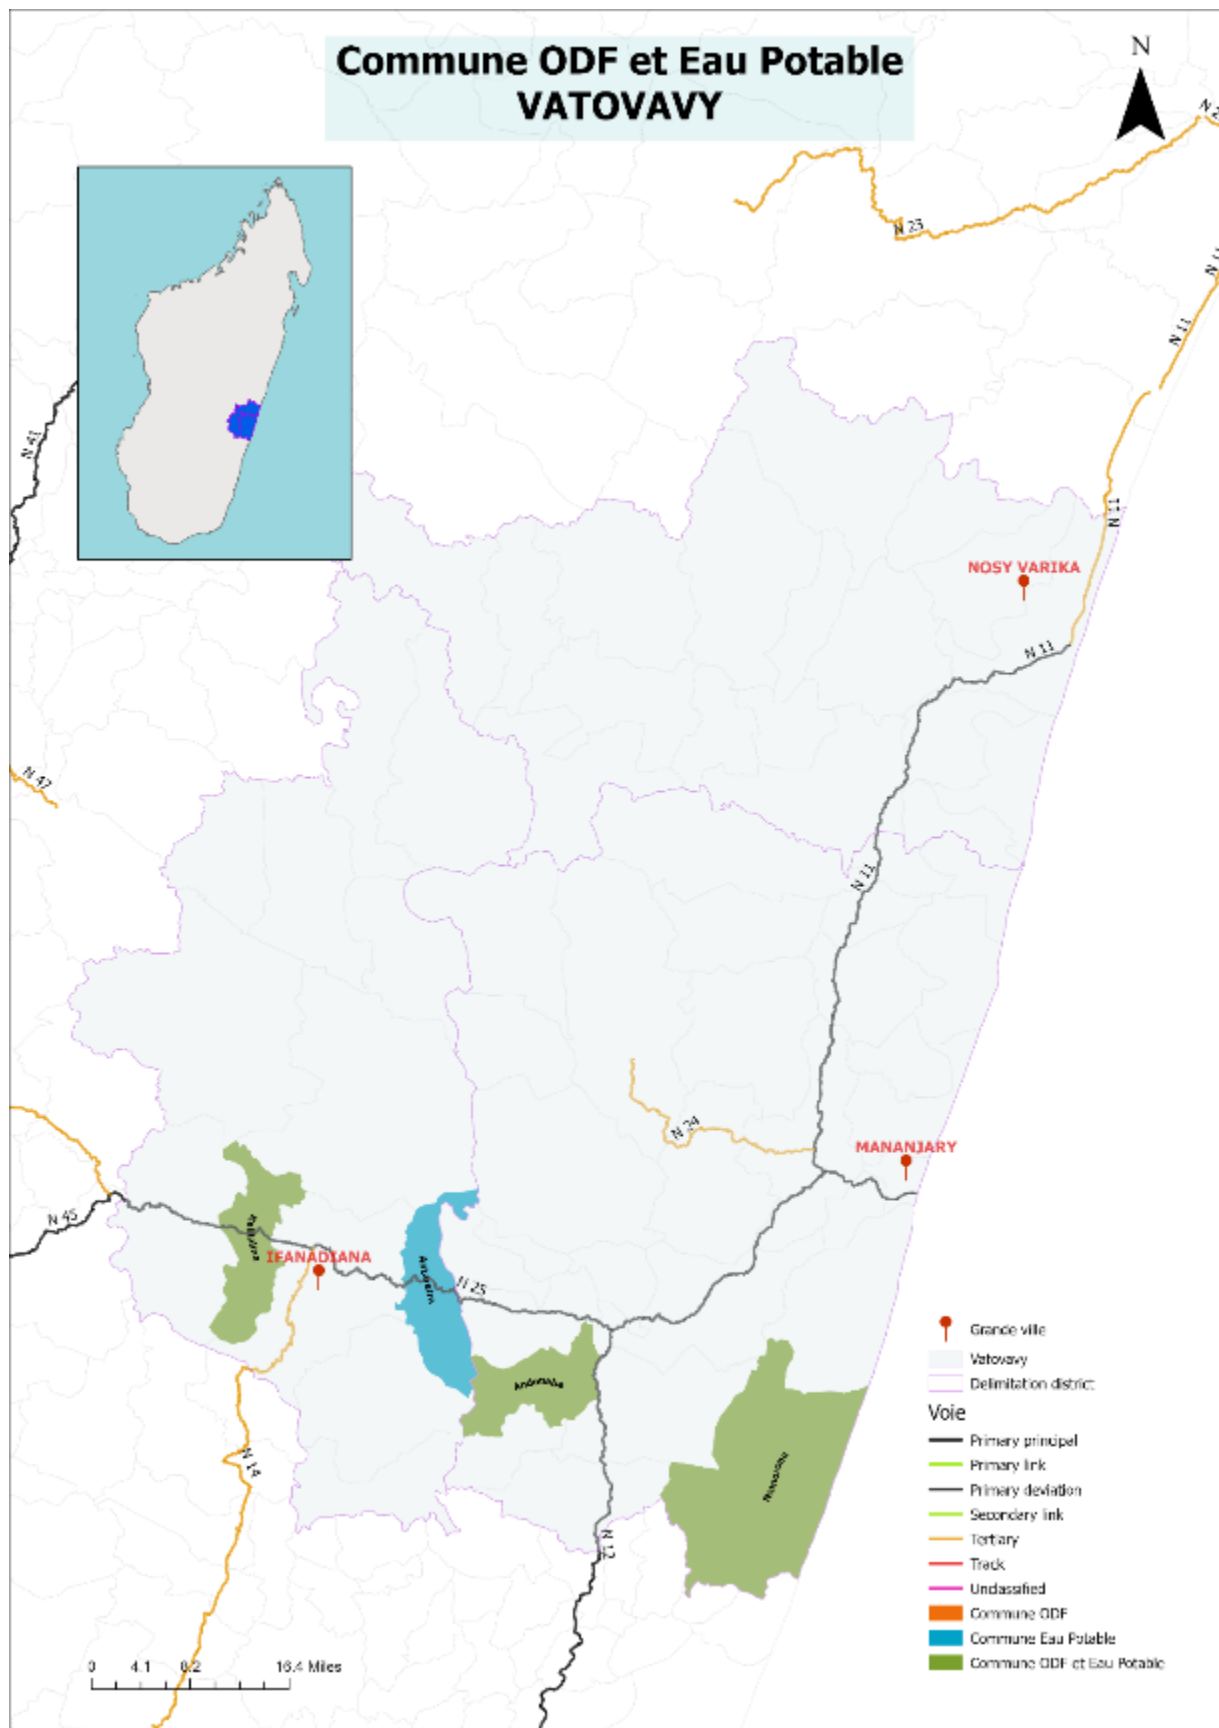 Commune ODF et Eau Potable
VATOVAVY
N
N 23
N 11
N 11
N 41
NOSY VARIKA
N 11
N 47
N 11
N 24
MANANJARY
N 45
IFANADIANA
N 25
N 14
N 12
Grande ville
Vatovavy
Delimitation district
Voie
Primary principal
Primary link
Primary deviation
Secondary link
Tertiary
Track
Unclassified
Commune ODF
Commune Eau Potable
Commune ODF et Eau Potable
0 4.1 8.2 16.4 Miles